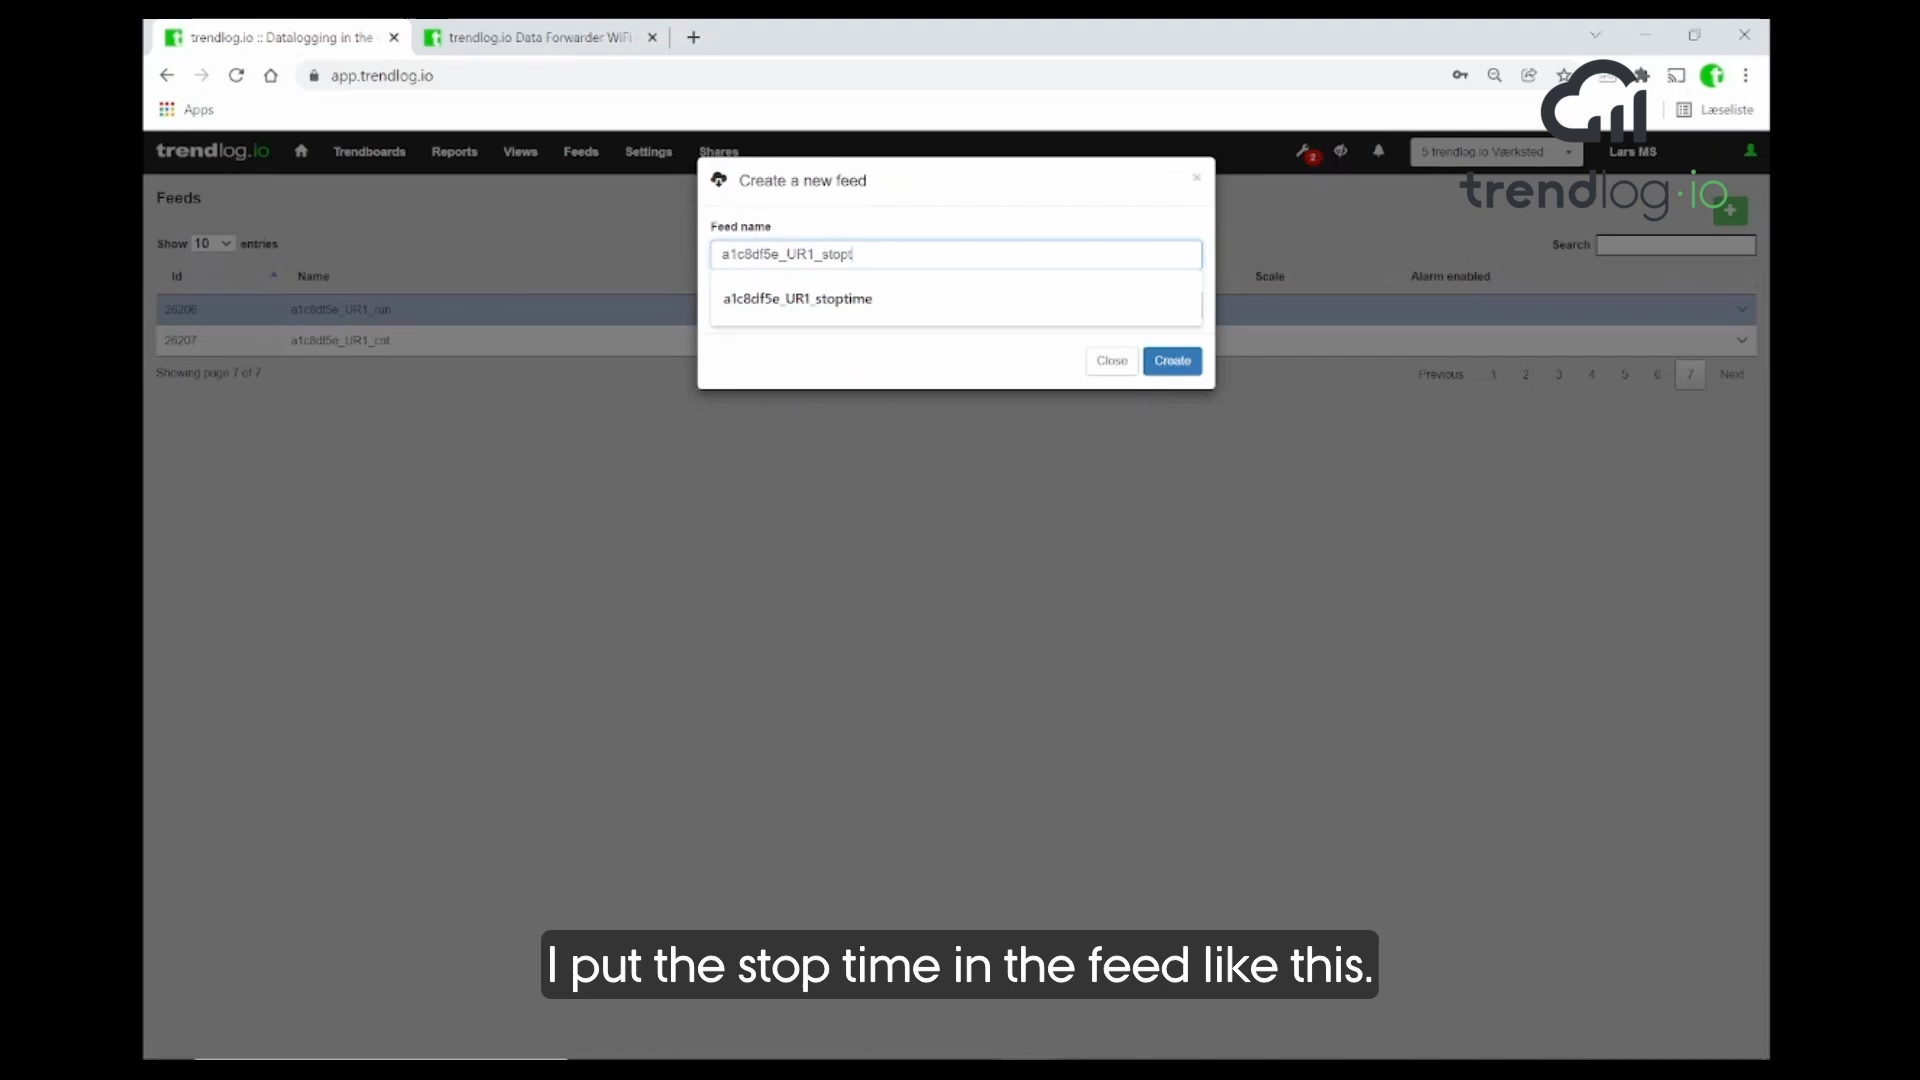 trendlog.io :: Datalogging in the
trendlog.io Data Forwarder WiFi
app.trendlog.io
Apps
Læseliste
trendlog.io
Trendboards
Reports
Views
Feeds
Settings
Shares
2
5 trendlog.io Værksted
Lars MS
trendlog.io
Feeds
Show 10 entries
Search
Id
Name
Scale
Alarm enabled
26206
a1c8df5e_UR1_run
26207
a1c8df5e_UR1_cnt
Showing page 7 of 7
Previous 1 2 3 4 5 6 7 Next
Create a new feed
Feed name
a1c8df5e_UR1_stopt
a1c8df5e_UR1_stoptime
Close
Create
I put the stop time in the feed like this.